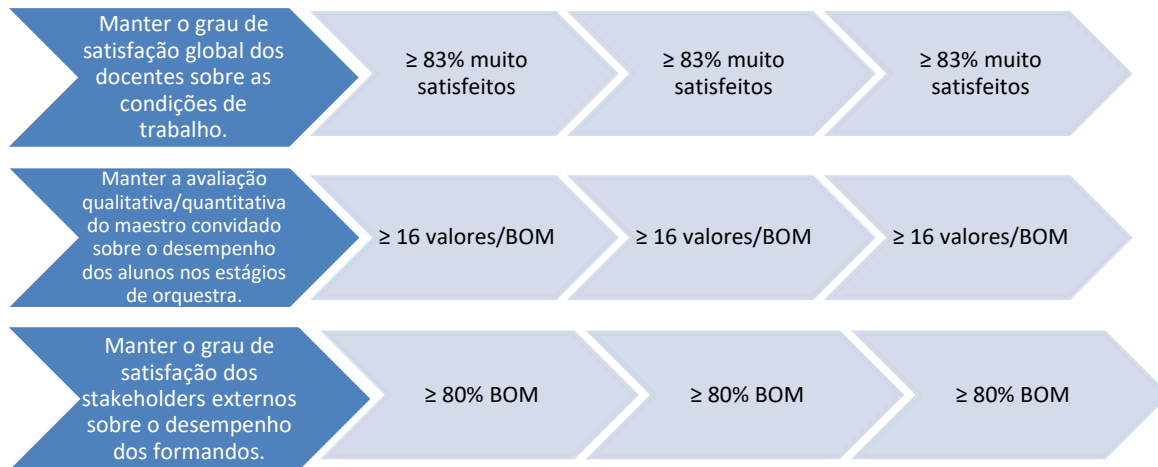 Manter o grau de
satisfação global dos
docentes sobre as
condições de
trabalho.
≥ 83% muito
satisfeitos
≥ 83% muito
satisfeitos
≥ 83% muito
satisfeitos
Manter a avaliação
qualitativa/quantitativa
do maestro convidado
sobre o desempenho
dos alunos nos estágios
de orquestra.
≥ 16 valores/BOM
≥ 16 valores/BOM
≥ 16 valores/BOM
Manter o grau de
satisfação dos
stakeholders externos
sobre o desempenho
dos formandos.
≥ 80% BOM
≥ 80% BOM
≥ 80% BOM